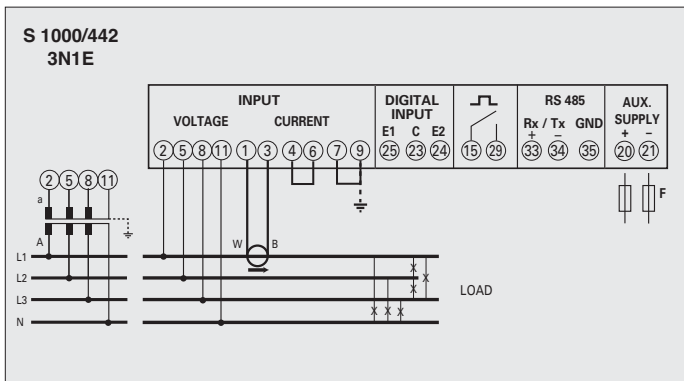 S 1000/442
3N1E
INPUT
VOLTAGE CURRENT
2 5 8 11 1 3 4 6 7 9
DIGITAL
INPUT
E1 C E2
25 23 24
15 29
RS 485
Rx / Tx GND
+ –
33 34 35
AUX.
SUPPLY
+ –
20 21
F
2 5 8 11
a
A
W B
L1
L2
L3
N
LOAD